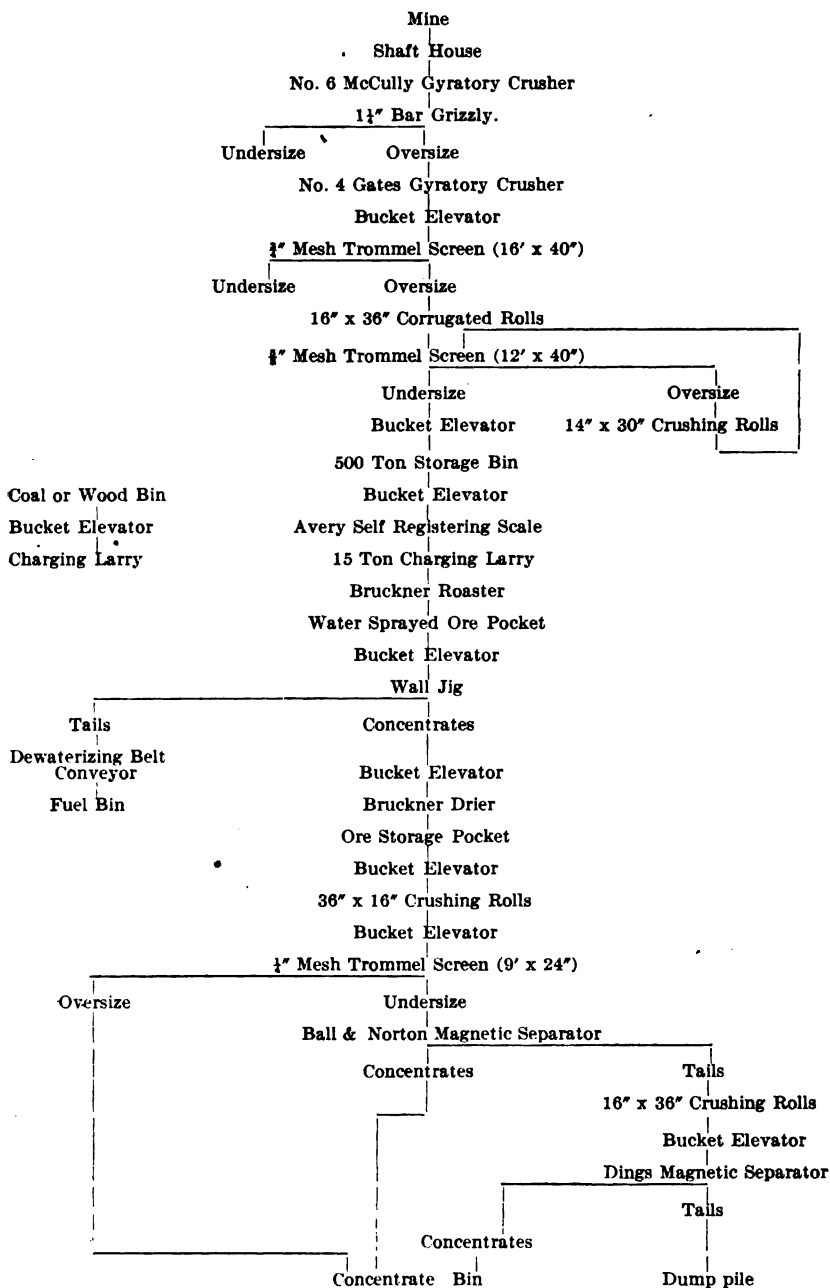 Mine
Shaft House
No. 6 McCully Gyratory Crusher
1¼″ Bar Grizzly.
Undersize Oversize
No. 4 Gates Gyratory Crusher
Bucket Elevator
¾″ Mesh Trommel Screen (16′ x 40″)
Undersize Oversize
16″ x 36″ Corrugated Rolls
Mesh Trommel Screen (12′ x 40″)
Undersize Oversize
Bucket Elevator 14″ x 30″ Crushing Rolls
500 Ton Storage Bin
Coal or Wood Bin Bucket Elevator
Bucket Elevator Avery Self Registering Scale
Charging Larry 15 Ton Charging Larry
Bruckner Roaster
Water Sprayed Ore Pocket
Bucket Elevator
Wall Jig
Tails Concentrates
Dewaterizing Belt
Conveyor Bucket Elevator
Fuel Bin Bruckner Drier
Ore Storage Pocket
Bucket Elevator
36″ x 16″ Crushing Rolls
Bucket Elevator
¼″ Mesh Trommel Screen (9′ x 24″)
Oversize Undersize
Ball & Norton Magnetic Separator
Concentrates Tails
16″ x 36″ Crushing Rolls
Bucket Elevator
Dings Magnetic Separator
Tails
Concentrates
Concentrate Bin Dump pile